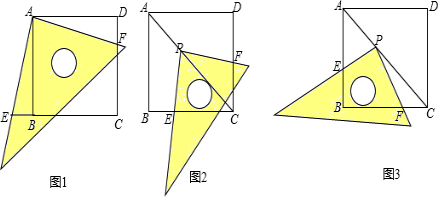 A D F E B C
图1
A D P F B E C
图2
A D P E B F C
图3